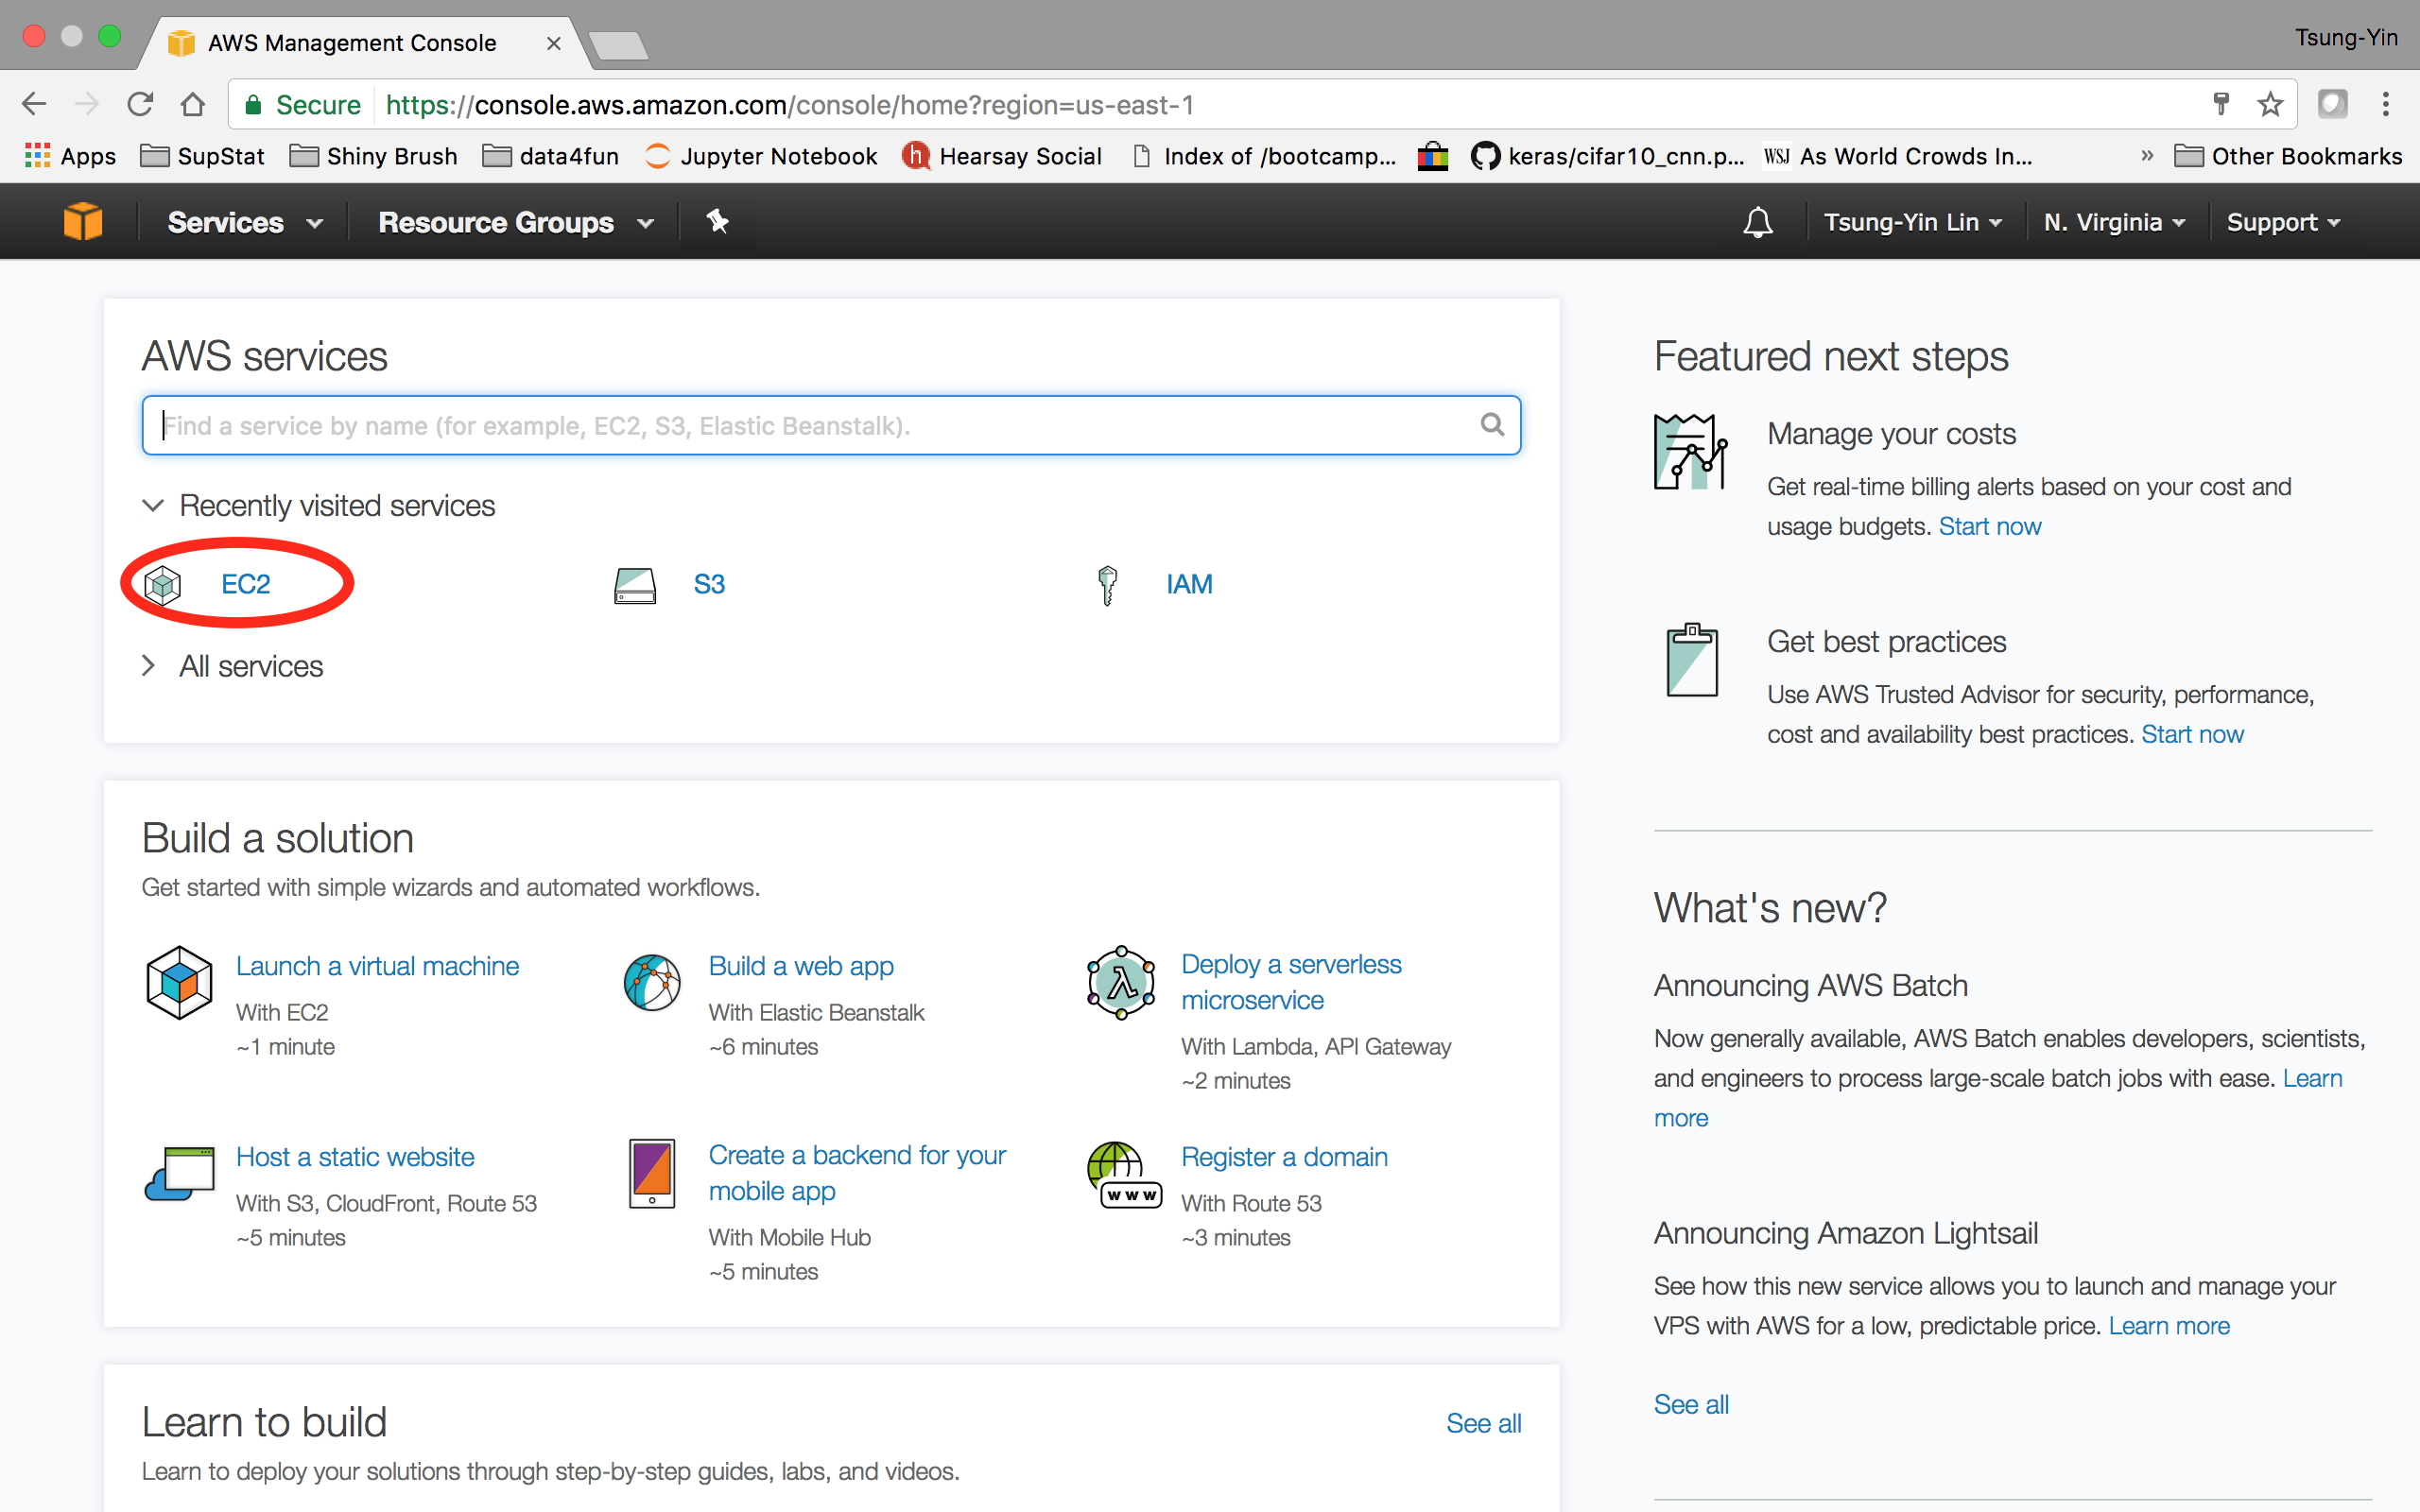 AWS Management Console
Tsung-Yin
Secure https://console.aws.amazon.com/console/home?region=us-east-1
Apps SupStat Shiny Brush data4fun Jupyter Notebook h Hearsay Social Index of /bootcamp... keras/cifar10_cnn.p... WSJ As World Crowds In... » Other Bookmarks
Services Resource Groups Tsung-Yin Lin N. Virginia Support
AWS services
Find a service by name (for example, EC2, S3, Elastic Beanstalk).
Recently visited services
EC2 S3 IAM
All services
Build a solution
Get started with simple wizards and automated workflows.
Launch a virtual machine
With EC2
~1 minute
Build a web app
With Elastic Beanstalk
~6 minutes
Deploy a serverless
microservice
With Lambda, API Gateway
~2 minutes
Host a static website
With S3, CloudFront, Route 53
~5 minutes
Create a backend for your
mobile app
With Mobile Hub
~5 minutes
www
Register a domain
With Route 53
~3 minutes
Learn to build
See all
Learn to deploy your solutions through step-by-step guides, labs, and videos.
Featured next steps
Manage your costs
Get real-time billing alerts based on your cost and
usage budgets. Start now
Get best practices
Use AWS Trusted Advisor for security, performance,
cost and availability best practices. Start now
What's new?
Announcing AWS Batch
Now generally available, AWS Batch enables developers, scientists,
and engineers to process large-scale batch jobs with ease. Learn
more
Announcing Amazon Lightsail
See how this new service allows you to launch and manage your
VPS with AWS for a low, predictable price. Learn more
See all